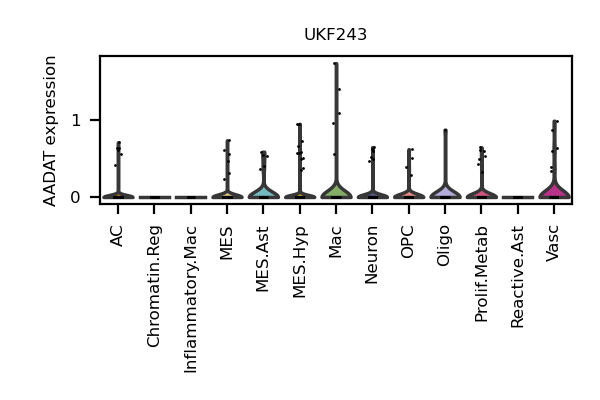 UKF243
AADAT expression
1
0
AC
Chromatin.Reg
Inflammatory.Mac
MES
MES.Ast
MES.Hyp
Mac
Neuron
OPC
Oligo
Prolif.Metab
Reactive.Ast
Vasc